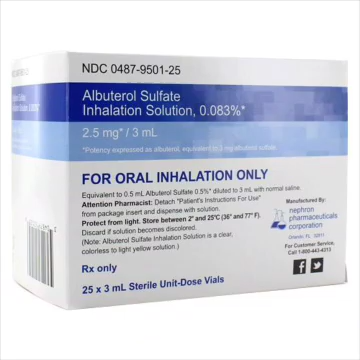 NDC 0487-9501-25
Albuterol Sulfate
Inhalation Solution, 0.083%*
2.5 mg* / 3 mL
*Potency expressed as albuterol, equivalent to 3 mg albuterol sulfate.
FOR ORAL INHALATION ONLY
Equivalent to 0.5 mL Albuterol Sulfate 0.5%* diluted to 3 mL with normal saline.
Attention Pharmacist: Detach "Patient's Instructions For Use"
from package insert and dispense with solution.
Protect from light. Store between 2° and 25°C (36° and 77° F).
Discard if solution becomes discolored.
(Note: Albuterol Sulfate Inhalation Solution is a clear,
colorless to light yellow solution.)
Rx only
25 x 3 mL Sterile Unit-Dose Vials
Manufactured By:
nephron
pharmaceuticals
corporation
Orlando, FL 32811
For Customer Service,
Call 1-800-443-4313